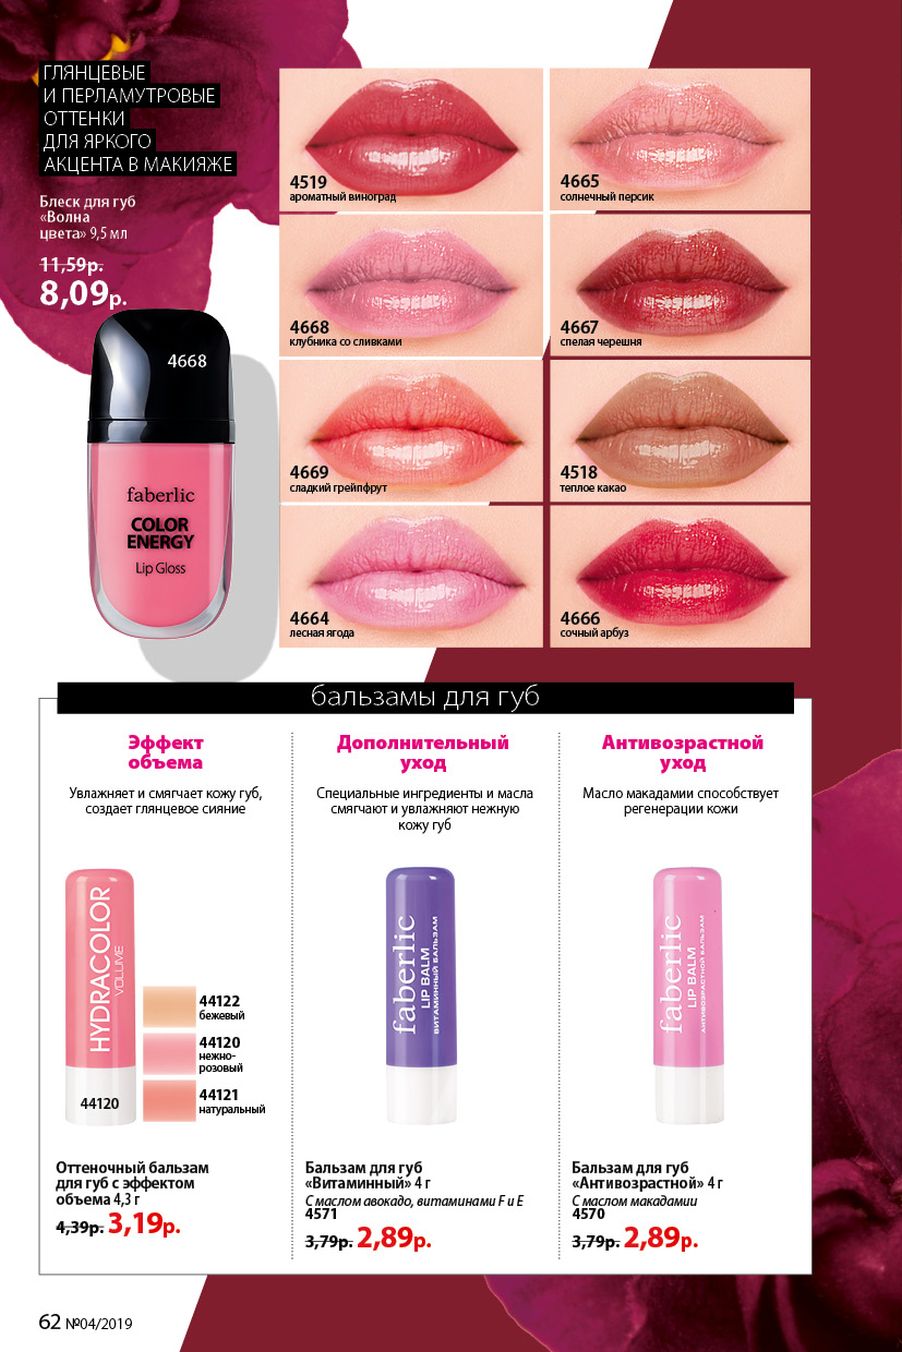 ГЛЯНЦЕВЫЕ
И ПЕРЛАМУТРОВЫЕ
ОТТЕНКИ
ДЛЯ ЯРКОГО
АКЦЕНТА В МАКИЯЖЕ
Блеск для губ
«Волна
цвета» 9,5 мл
11,59р.
8,09р.
4668
faberlic
COLOR
ENERGY
Lip Gloss
4519
ароматный виноград
4665
солнечный персик
4668
клубника со сливками
4667
спелая черешня
4669
сладкий грейпфрут
4518
теплое какао
4664
лесная ягода
4666
сочный арбуз
бальзамы для губ
Эффект
объема
Увлажняет и смягчает кожу губ,
создает глянцевое сияние
HYDRACOLOR
VOLUME
44120
44122
бежевый
44120
нежно-
розовый
44121
натуральный
Оттеночный бальзам
для губ с эффектом
объема 4,3 г
4,39р. 3,19р.
Дополнительный
уход
Специальные ингредиенты и масла
смягчают и увлажняют нежную
кожу губ
faberlic
LIP BALM
ВИТАМИННЫЙ БАЛЬЗАМ
Бальзам для губ
«Витаминный» 4 г
С маслом авокадо, витаминами F и E
4571
3,79р. 2,89р.
Антивозрастной
уход
Масло макадамии способствует
регенерации кожи
faberlic
LIP BALM
АНТИВОЗРАСТНОЙ БАЛЬЗАМ
Бальзам для губ
«Антивозрастной» 4 г
С маслом макадамии
4570
3,79р. 2,89р.
62 №04/2019